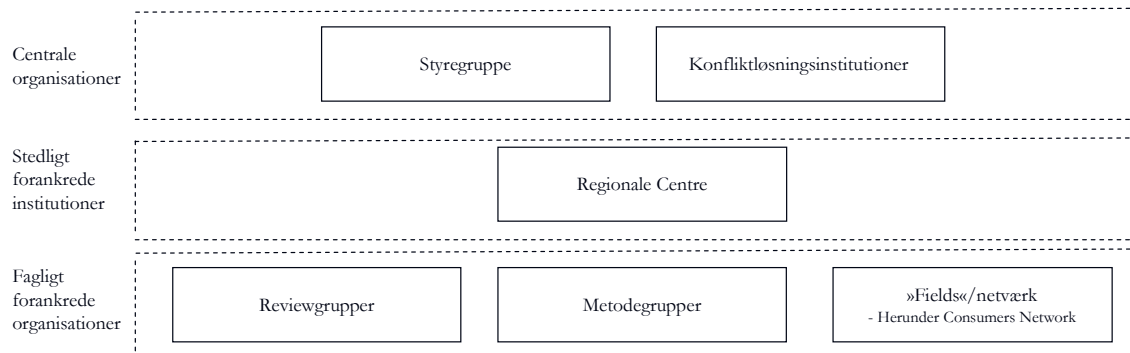 Centrale
organisationer
Styregruppe
Konfliktløsningsinstitutioner
Stedligt
forankrede
institutioner
Regionale Centre
Fagligt
forankrede
organisationer
Reviewgrupper
Metodegrupper
»Fields«/netværk
- Herunder Consumers Network